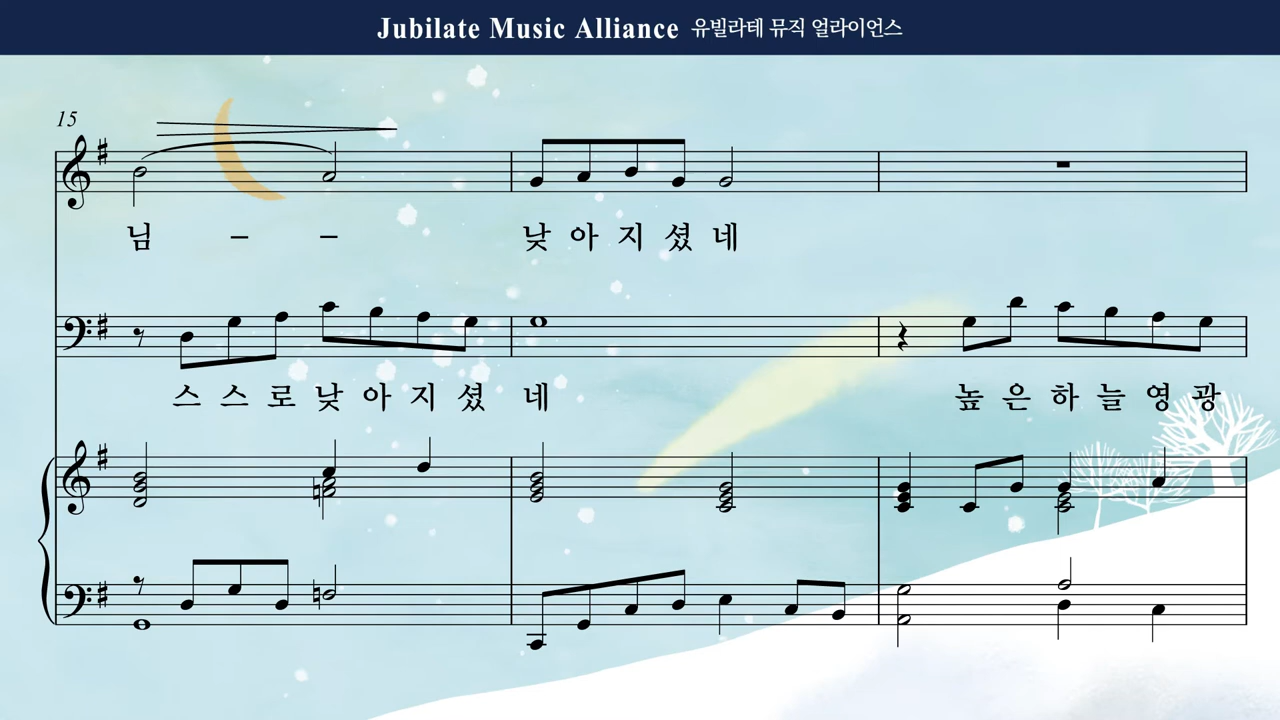 Jubilate Music Alliance 유빌라테 뮤직 얼라이언스
15
님 – – 낮 아 지 셨 네
스 스 로 낮 아 지 셨 네 높 은 하 늘 영 광